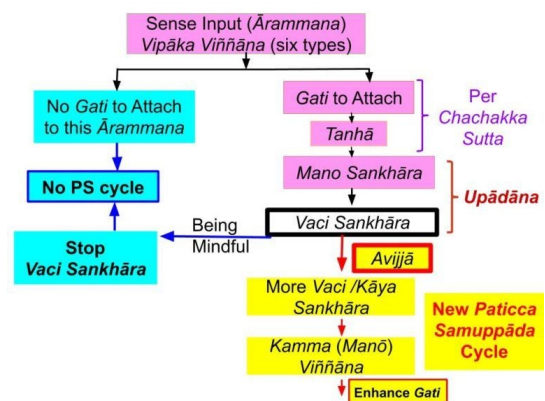 Sense Input (Ārammana)
Vipāka Viññāna (six types)
No Gati to Attach
to this Ārammana
Gati to Attach
Per
Chachakka
Sutta
Tanhā
No PS cycle
Mano Sankhāra
Upādāna
Vaci Sankhāra
Being
Mindful
Stop
Vaci Sankhāra
Avijjā
More Vaci /Kāya
Sankhāra
New Paticca
Samuppāda
Cycle
Kamma (Manō)
Viññāna
Enhance Gati